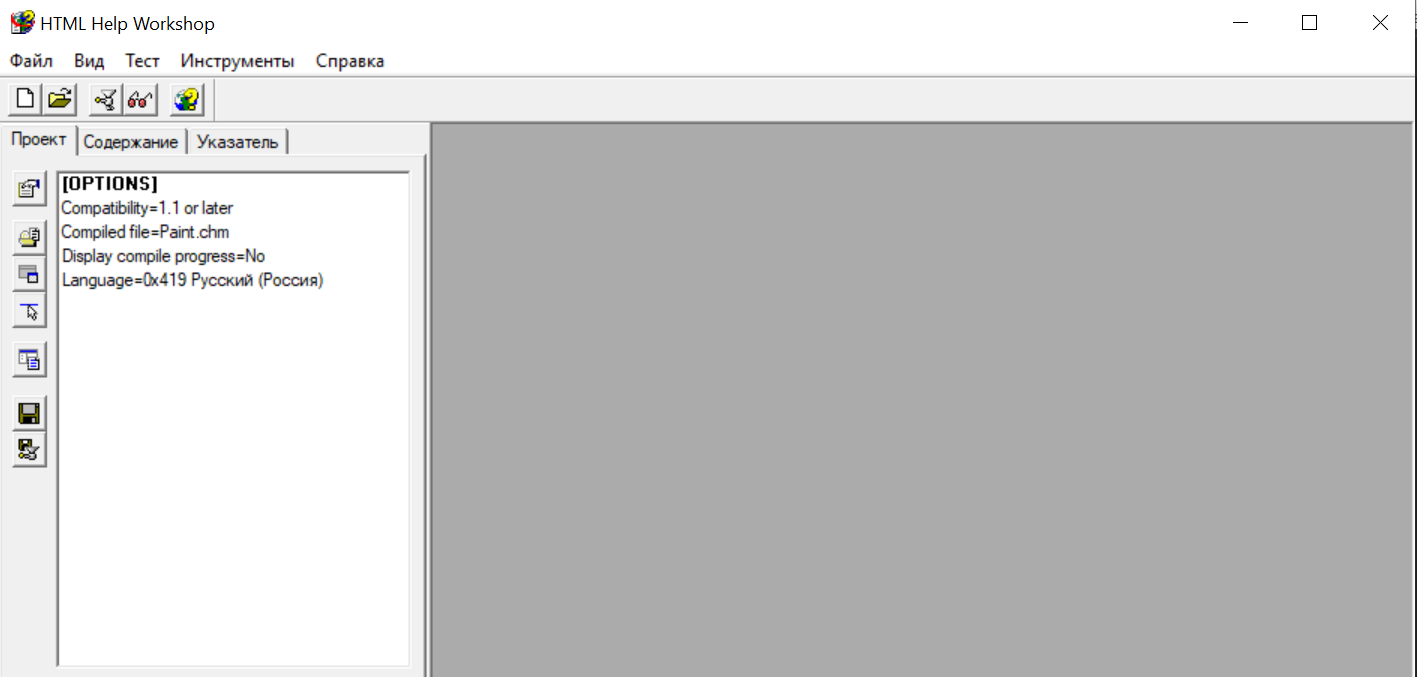 HTML Help Workshop
Файл Вид Тест Инструменты Справка
Проект Содержание Указатель
[OPTIONS]
Compatibility=1.1 or later
Compiled file=Paint.chm
Display compile progress=No
Language=0x419 Русский (Россия)